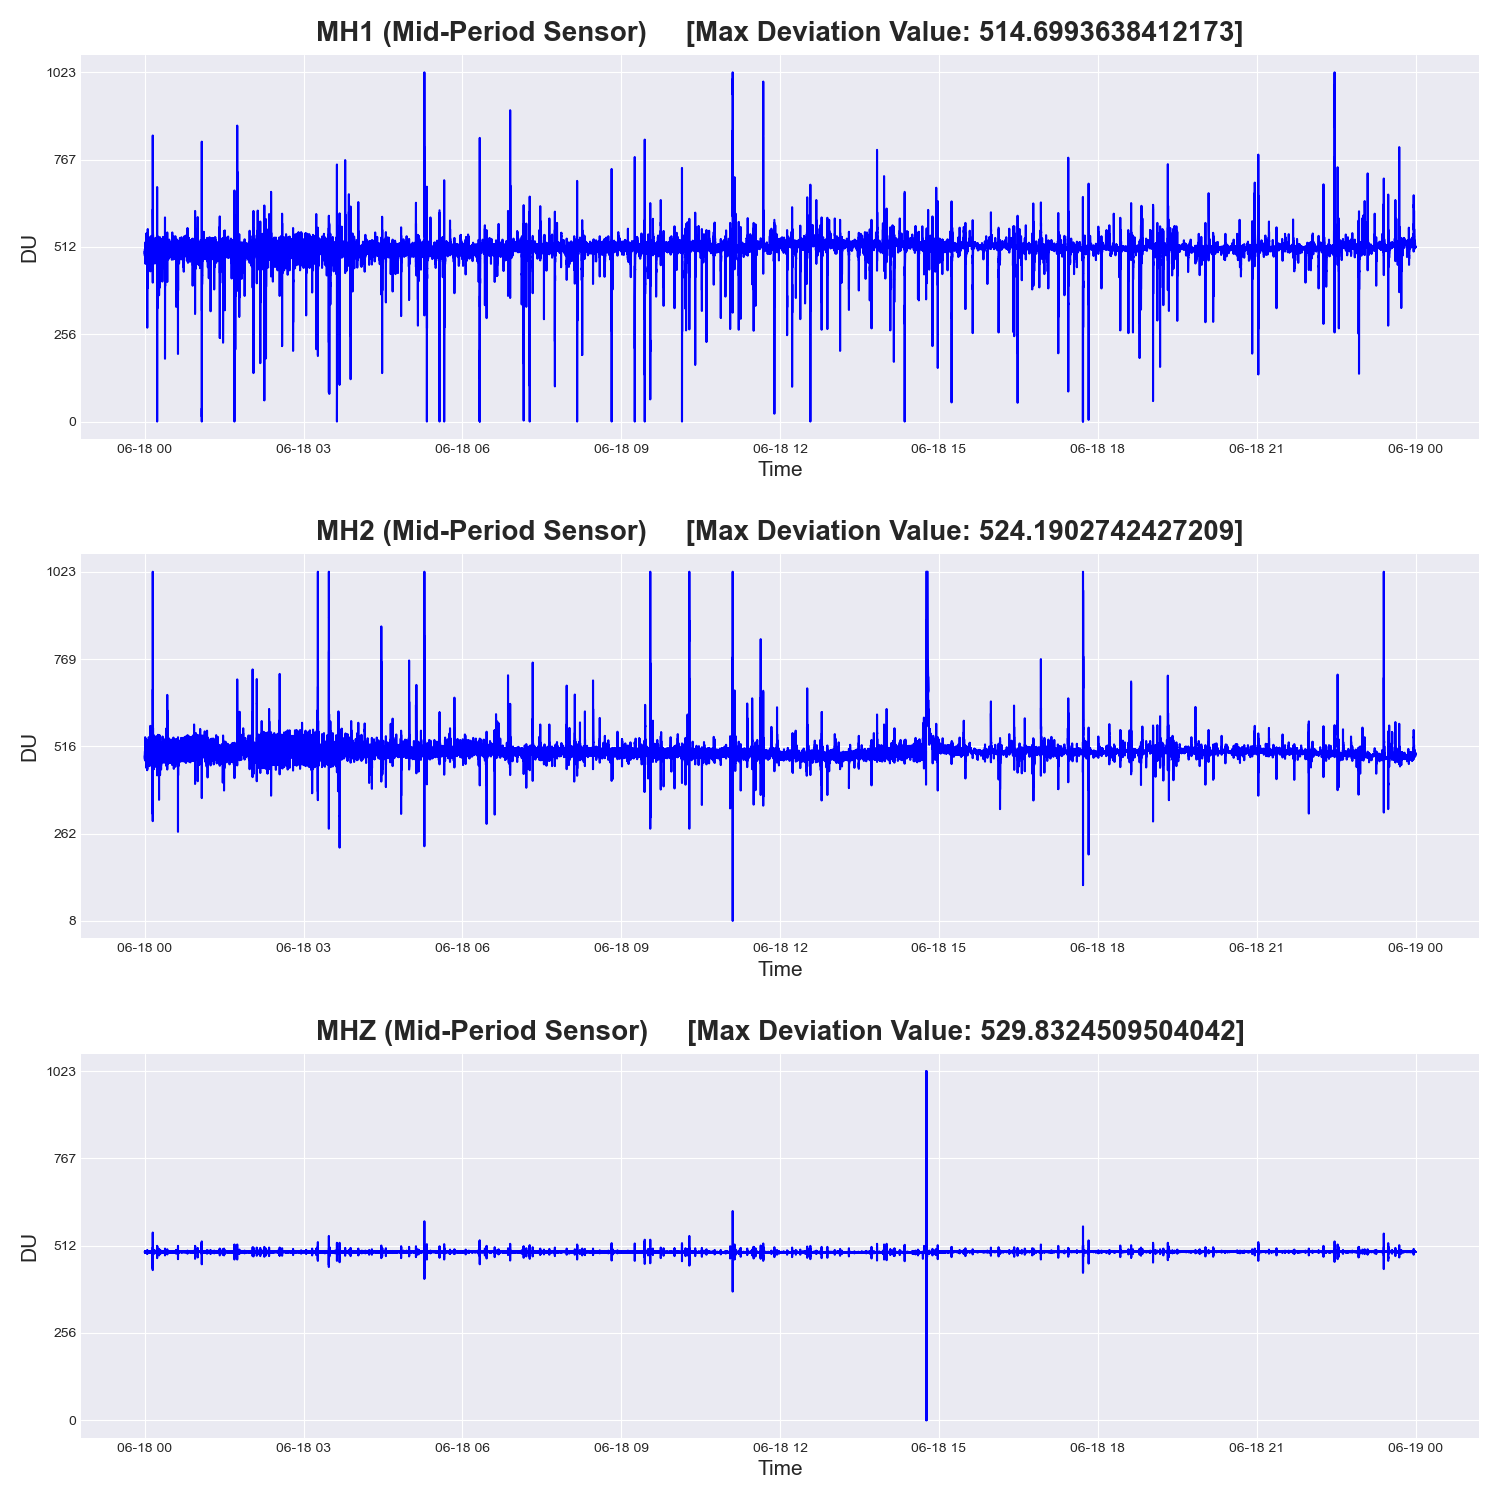 MH1 (Mid-Period Sensor) [Max Deviation Value: 514.6993638412173]
1023
767
512
256
0
DU
06-18 00 06-18 03 06-18 06 06-18 09 06-18 12 06-18 15 06-18 18 06-18 21 06-19 00
Time
MH2 (Mid-Period Sensor) [Max Deviation Value: 524.1902742427209]
1023
769
516
262
8
DU
06-18 00 06-18 03 06-18 06 06-18 09 06-18 12 06-18 15 06-18 18 06-18 21 06-19 00
Time
MHZ (Mid-Period Sensor) [Max Deviation Value: 529.8324509504042]
1023
767
512
256
0
DU
06-18 00 06-18 03 06-18 06 06-18 09 06-18 12 06-18 15 06-18 18 06-18 21 06-19 00
Time